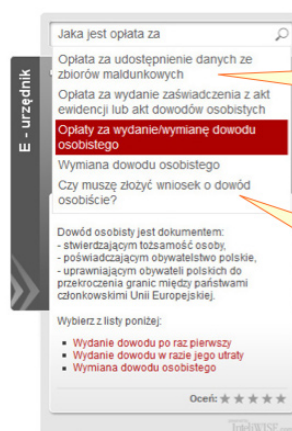 Jaka jest opłata za
Opłata za udostępnienie danych ze
zbiorów maldunkowych
Opłata za wydanie zaświadczenia z akt
ewidencji lub akt dowodów osobistych
Opłaty za wydanie/wymianę dowodu
osobistego
Wymiana dowodu osobistego
Czy muszę złożyć wniosek o dowód
osobiście?
E - urzędnik
Dowód osobisty jest dokumentem:
- stwierdzającym tożsamość osoby,
- poświadczającym obywatelstwo polskie,
- uprawniającym obywateli polskich do
przekroczenia granic między państwami
członkowskimi Unii Europejskiej.
Wybierz z listy poniżej:
▪ Wydanie dowodu po raz pierwszy
▪ Wydanie dowodu w razie jego utraty
▪ Wymiana dowodu osobistego
Oceń:
InteliWISE.com